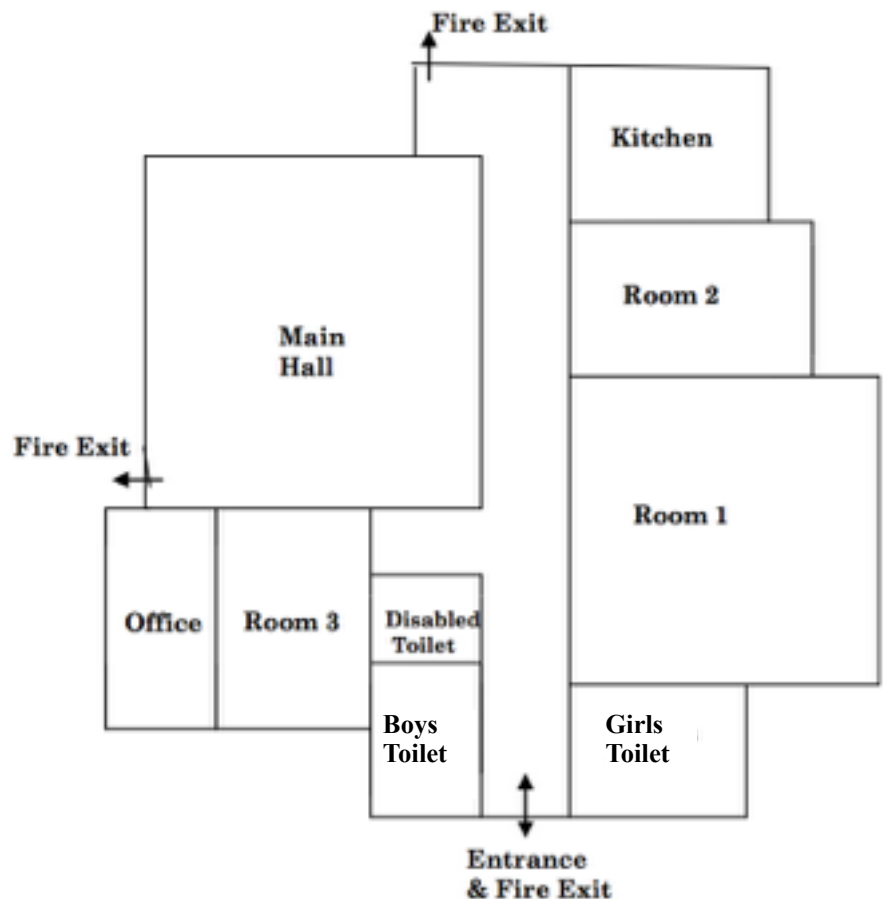 Fire Exit
Kitchen
Room 2
Main
Hall
Fire Exit
Room 1
Office
Room 3
Disabled
Toilet
Boys
Toilet
Girls
Toilet
Entrance
& Fire Exit